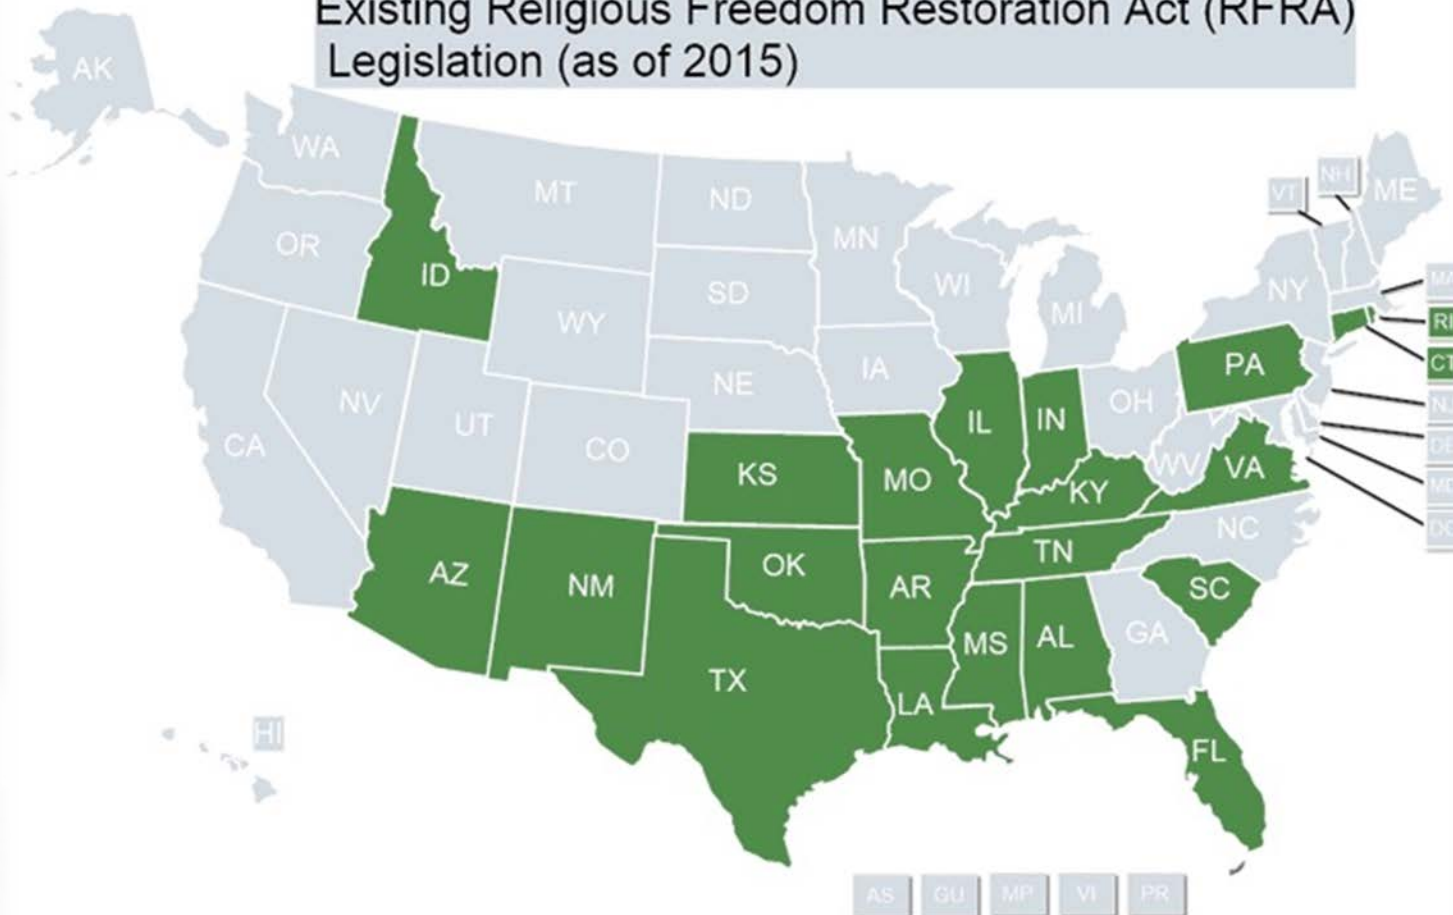 Existing Religious Freedom Restoration Act (RFRA)
Legislation (as of 2015)
AK
WA
MT
ND
MN
VT
NH
ME
OR
ID
WY
SD
WI
MI
NY
MA
RI
CT
NV
UT
CO
NE
IA
IL
IN
OH
PA
CA
KS
MO
KY
WV
VA
DE
MD
AZ
NM
OK
AR
TN
NC
SC
TX
LA
MS
AL
GA
FL
HI
AS
GU
MP
VI
PR